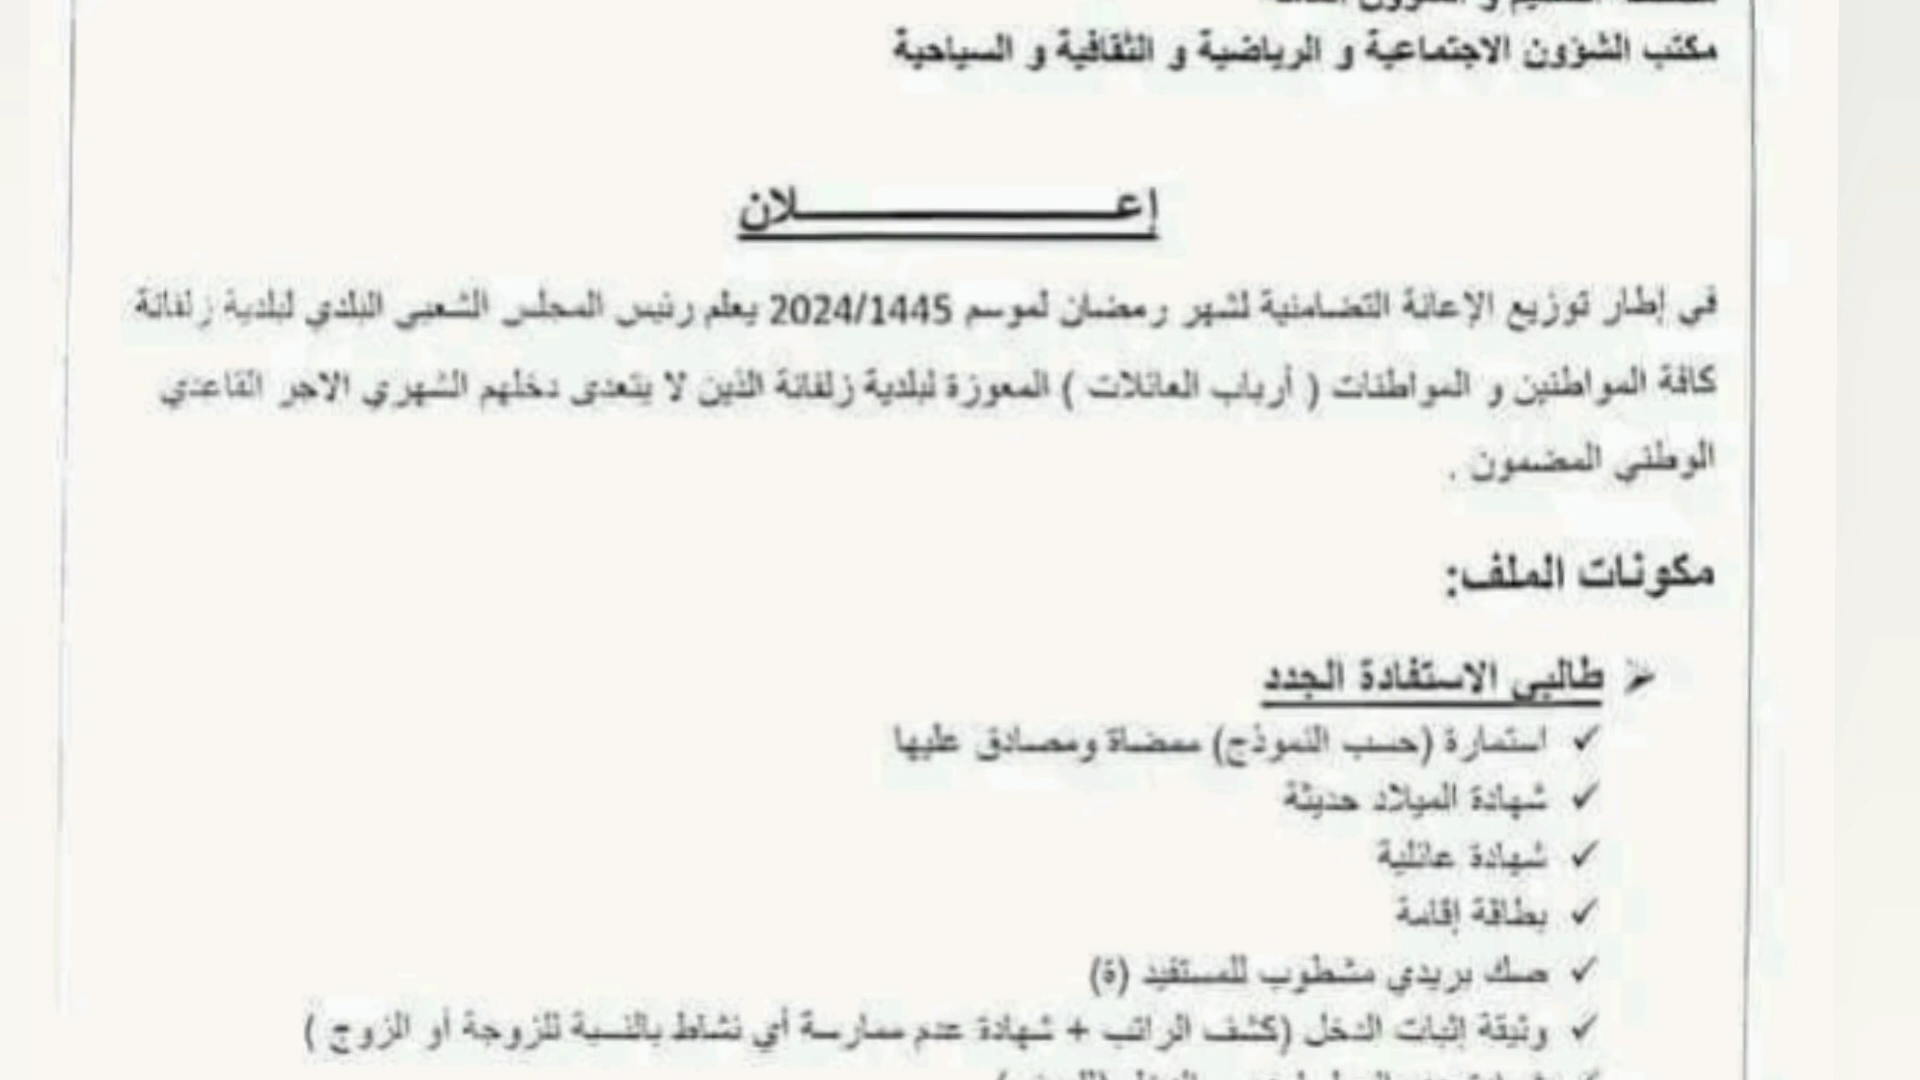 و الشؤون
مكتب الشؤون الاجتماعية و الرياضية و الثقافية و السياحية
إعـــــــــــــــــــلان
في إطار توزيع الإعانة التضامنية لشهر رمضان لموسم 2024/1445 يعلم رئيس المجلس الشعبي البلدي لبلدية زلفانة
كافة المواطنين و المواطنات ( أرباب العائلات ) المعوزة لبلدية زلفانة الذين لا يتعدى دخلهم الشهري الاجر القاعدي
الوطني المضمون .
مكونات الملف:
➢ طالبي الاستفادة الجدد
✓ استمارة (حسب النموذج) ممضاة ومصادق عليها
✓ شهادة الميلاد حديثة
✓ شهادة عائلية
✓ بطاقة إقامة
✓ صك بريدي مشطوب للمستفيد (ة)
✓ وثيقة إثبات الدخل (كشف الراتب + شهادة عدم ممارسة أي نشاط بالنسبة للزوجة أو الزوج )